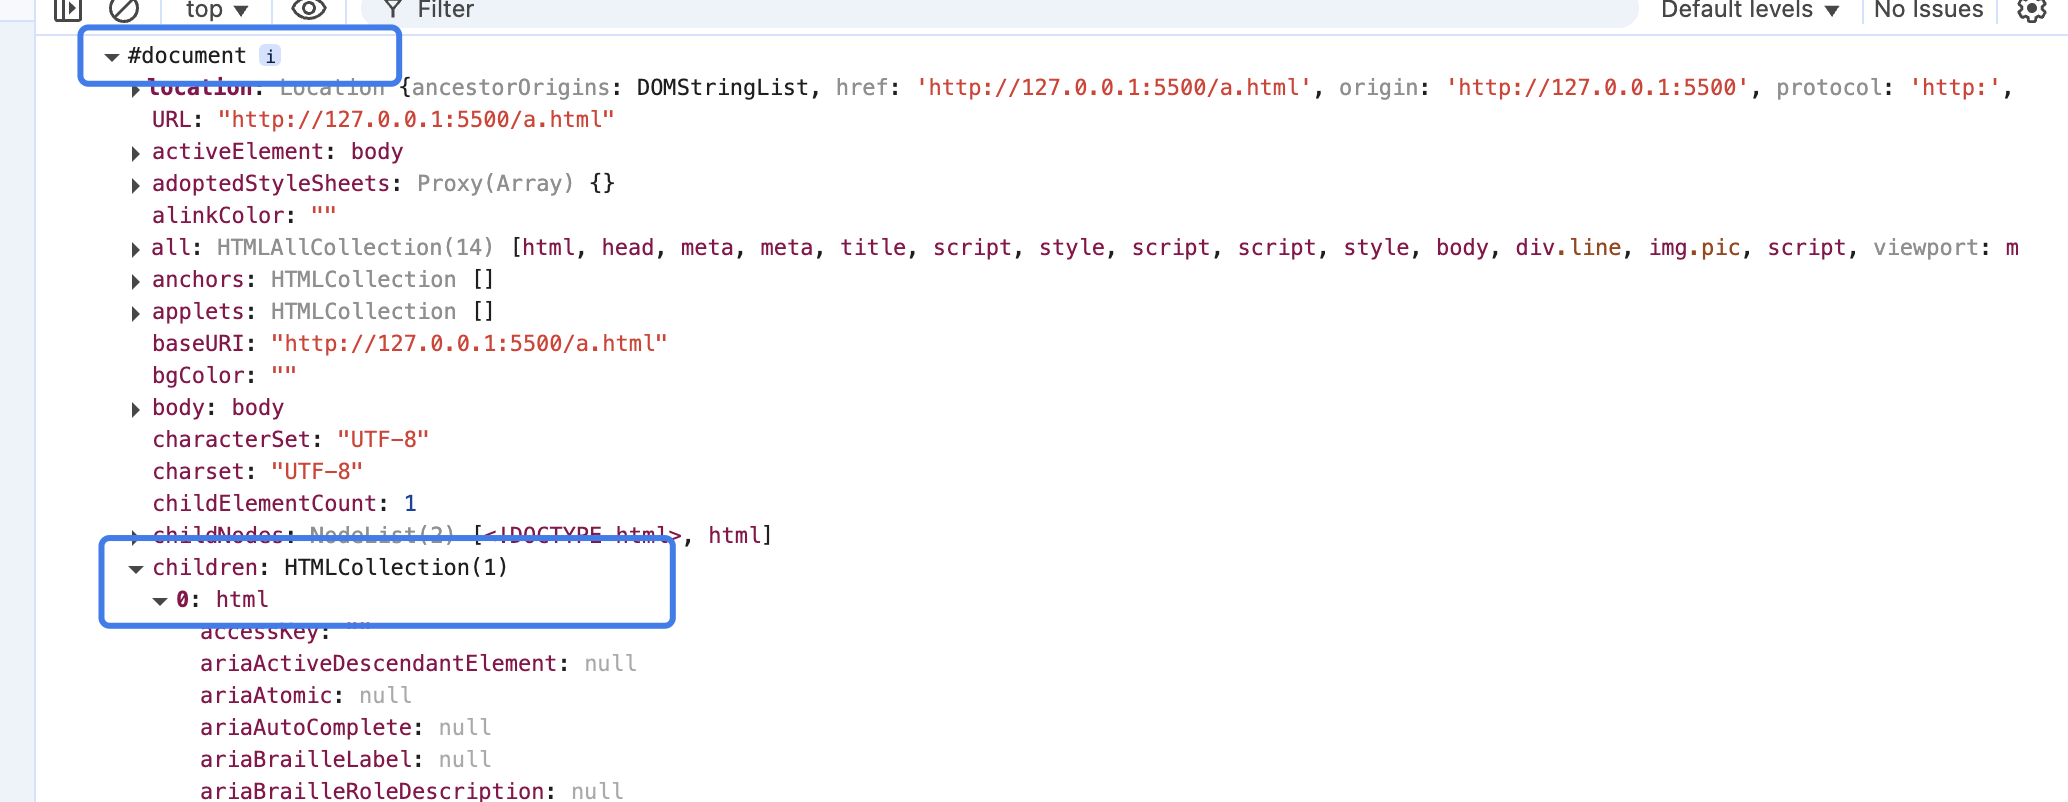 top ▼ Filter Default levels ▼ No Issues
▼ #document i
▶ location: Location {ancestorOrigins: DOMStringList, href: 'http://127.0.0.1:5500/a.html', origin: 'http://127.0.0.1:5500', protocol: 'http:',
URL: "http://127.0.0.1:5500/a.html"
▶ activeElement: body
▶ adoptedStyleSheets: Proxy(Array) {}
alinkColor: ""
▶ all: HTMLAllCollection(14) [html, head, meta, meta, title, script, style, script, script, style, body, div.line, img.pic, script, viewport: m
▶ anchors: HTMLCollection []
▶ applets: HTMLCollection []
baseURI: "http://127.0.0.1:5500/a.html"
bgColor: ""
▶ body: body
characterSet: "UTF-8"
charset: "UTF-8"
childElementCount: 1
▶ childNodes: NodeList(2) [<!DOCTYPE html>, html]
▼ children: HTMLCollection(1)
▼ 0: html
accessKey: ""
ariaActiveDescendantElement: null
ariaAtomic: null
ariaAutoComplete: null
ariaBrailleLabel: null
ariaBrailleRoleDescription: null